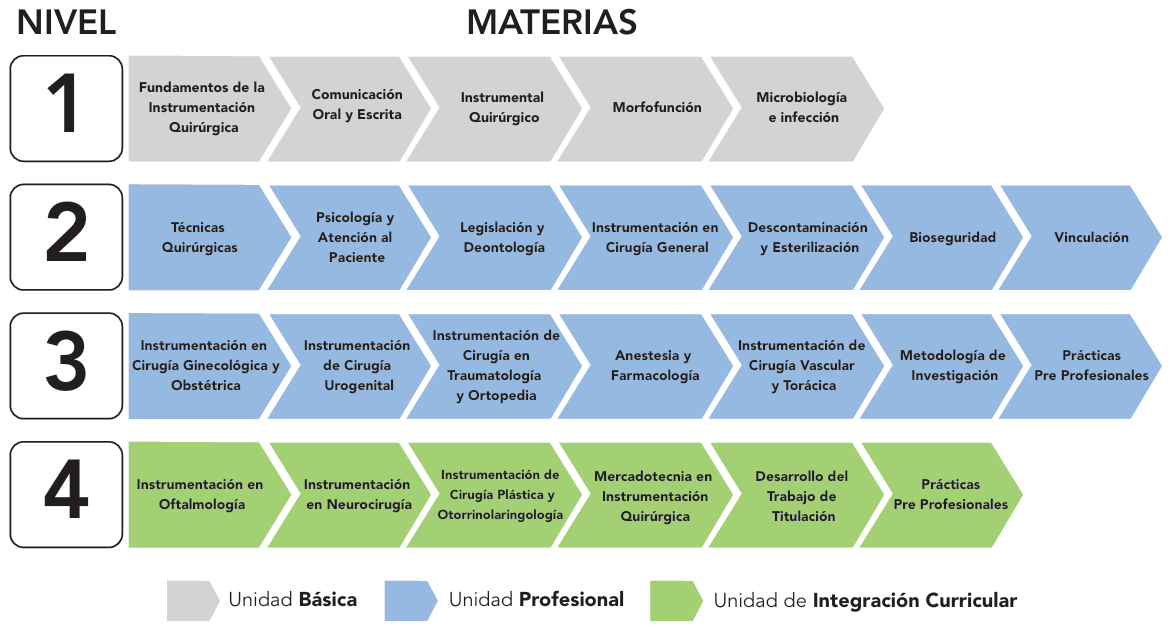 NIVEL
MATERIAS
1
Fundamentos de la
Instrumentación
Quirúrgica
Comunicación
Oral y Escrita
Instrumental
Quirúrgico
Morfofunción
Microbiología
e infección
2
Técnicas
Quirúrgicas
Psicología y
Atención al
Paciente
Legislación y
Deontología
Instrumentación en
Cirugía General
Descontaminación
y Esterilización
Bioseguridad
Vinculación
3
Instrumentación en
Cirugía Ginecológica y
Obstétrica
Instrumentación
de Cirugía
Urogenital
Instrumentación de
Cirugía en
Traumatología
y Ortopedia
Anestesia y
Farmacología
Instrumentación de
Cirugía Vascular
y Torácica
Metodología de
Investigación
Prácticas
Pre Profesionales
4
Instrumentación en
Oftalmología
Instrumentación
en Neurocirugía
Instrumentación de
Cirugía Plástica y
Otorrinolaringología
Mercadotecnia en
Instrumentación
Quirúrgica
Desarrollo del
Trabajo de
Titulación
Prácticas
Pre Profesionales
Unidad Básica
Unidad Profesional
Unidad de Integración Curricular